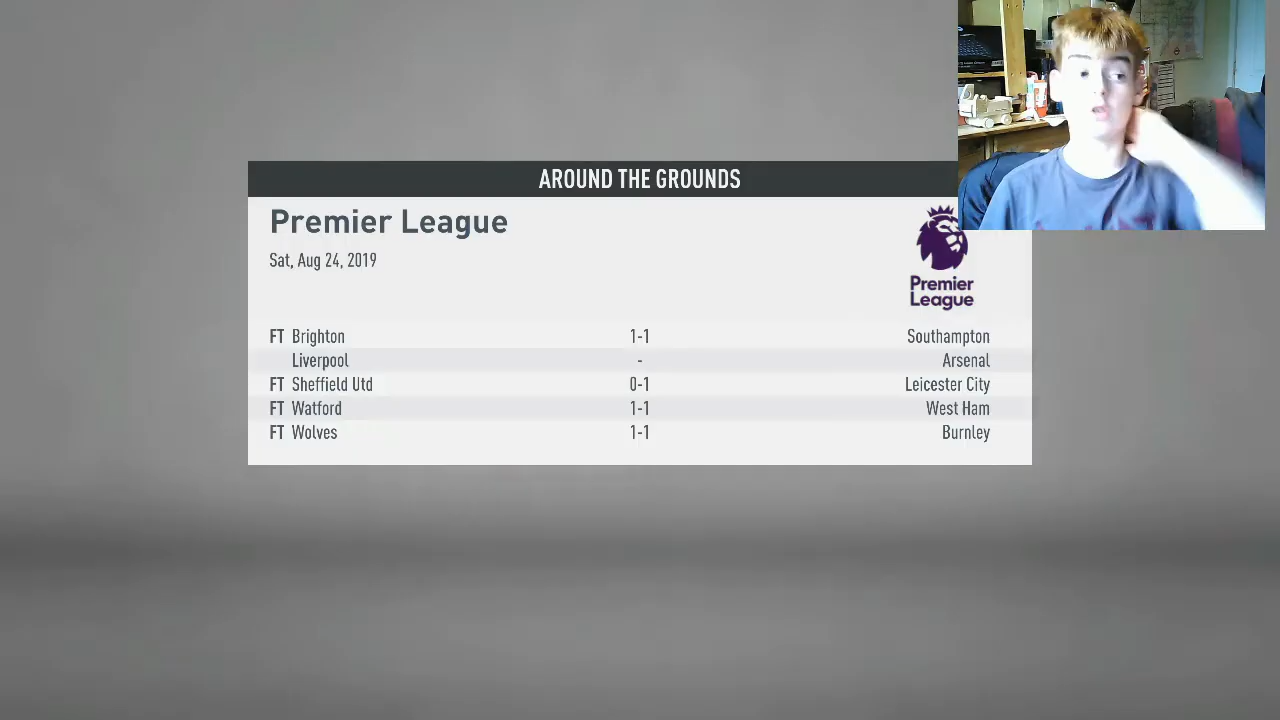 AROUND THE GROUNDS
Premier League
Sat, Aug 24, 2019
Premier
League
FT Brighton 1-1 Southampton
Liverpool - Arsenal
FT Sheffield Utd 0-1 Leicester City
FT Watford 1-1 West Ham
FT Wolves 1-1 Burnley